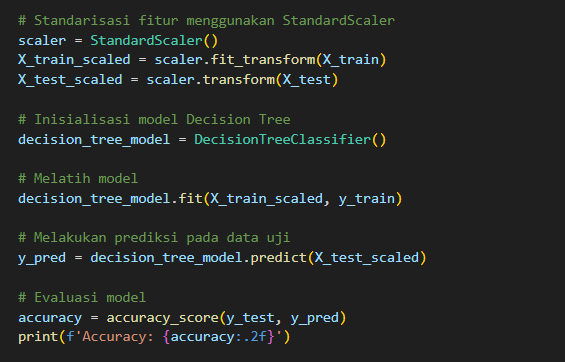 # Standarisasi fitur menggunakan StandardScaler
scaler = StandardScaler()
X_train_scaled = scaler.fit_transform(X_train)
X_test_scaled = scaler.transform(X_test)
# Inisialisasi model Decision Tree
decision_tree_model = DecisionTreeClassifier()
# Melatih model
decision_tree_model.fit(X_train_scaled, y_train)
# Melakukan prediksi pada data uji
y_pred = decision_tree_model.predict(X_test_scaled)
# Evaluasi model
accuracy = accuracy_score(y_test, y_pred)
print(f'Accuracy: {accuracy:.2f}')